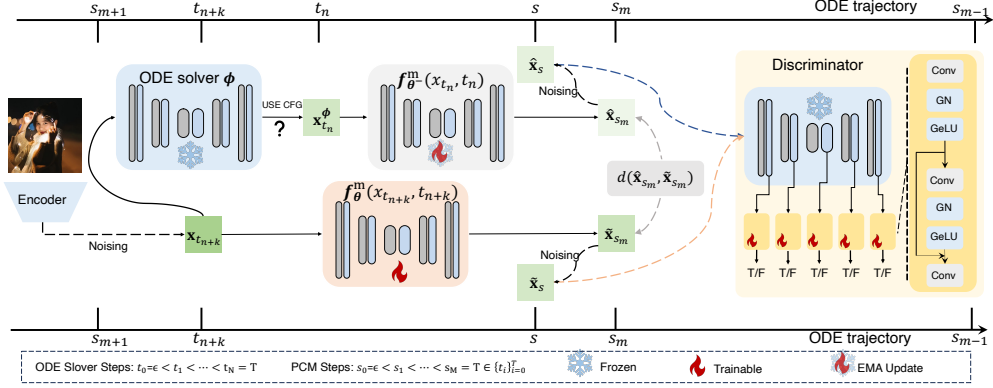 s_{m+1} t_{n+k} t_n s s_m ODE trajectory s_{m-1}
ODE solver ϕ
USE CFG
?
x^ϕ_{t_n}
f^m_{θ^-}(x_{t_n}, t_n)
x̂_s
Noising
x̂_{s_m}
d(x̂_{s_m}, x̃_{s_m})
Encoder
Noising
x_{t_{n+k}}
f^m_θ(x_{t_{n+k}}, t_{n+k})
x̃_{s_m}
Noising
x̃_s
Discriminator
T/F T/F T/F T/F T/F
Conv
GN
GeLU
Conv
GN
GeLU
Conv
s_{m+1} t_{n+k} s s_m ODE trajectory s_{m-1}
ODE Slover Steps: t_0=ϵ < t_1 < ⋯ < t_N = T PCM Steps: s_0=ϵ < s_1 < ⋯ < s_M = T ∈ {t_i}^T_{i=0} Frozen Trainable EMA Update